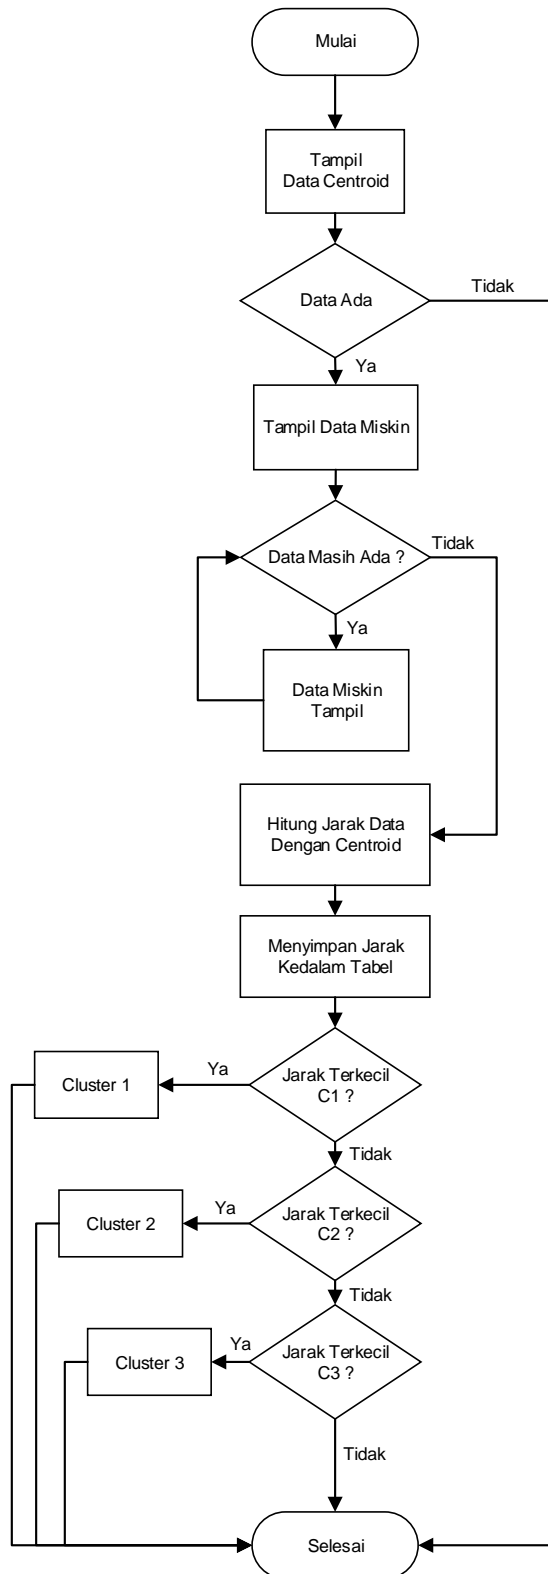 Mulai
Tampil
Data Centroid
Data Ada
Tidak
Ya
Tampil Data Miskin
Data Masih Ada ?
Tidak
Ya
Data Miskin
Tampil
Hitung Jarak Data
Dengan Centroid
Menyimpan Jarak
Kedalam Tabel
Jarak Terkecil
C1 ?
Ya
Cluster 1
Tidak
Jarak Terkecil
C2 ?
Ya
Cluster 2
Tidak
Jarak Terkecil
C3 ?
Ya
Cluster 3
Tidak
Selesai